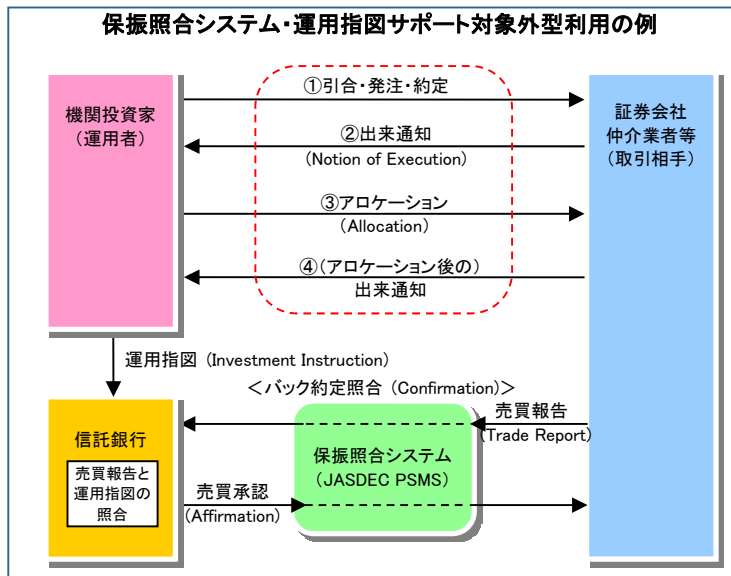 保振照合システム・運用指図サポート対象外型利用の例
機関投資家
(運用者)
①引合・発注・約定
②出来通知
(Notion of Execution)
③アロケーション
(Allocation)
④(アロケーション後の)
出来通知
証券会社
仲介業者等
(取引相手)
運用指図 (Investment Instruction)
<バック約定照合 (Confirmation)>
売買報告
(Trade Report)
信託銀行
売買報告と
運用指図の
照合
保振照合システム
(JASDEC PSMS)
売買承認
(Affirmation)